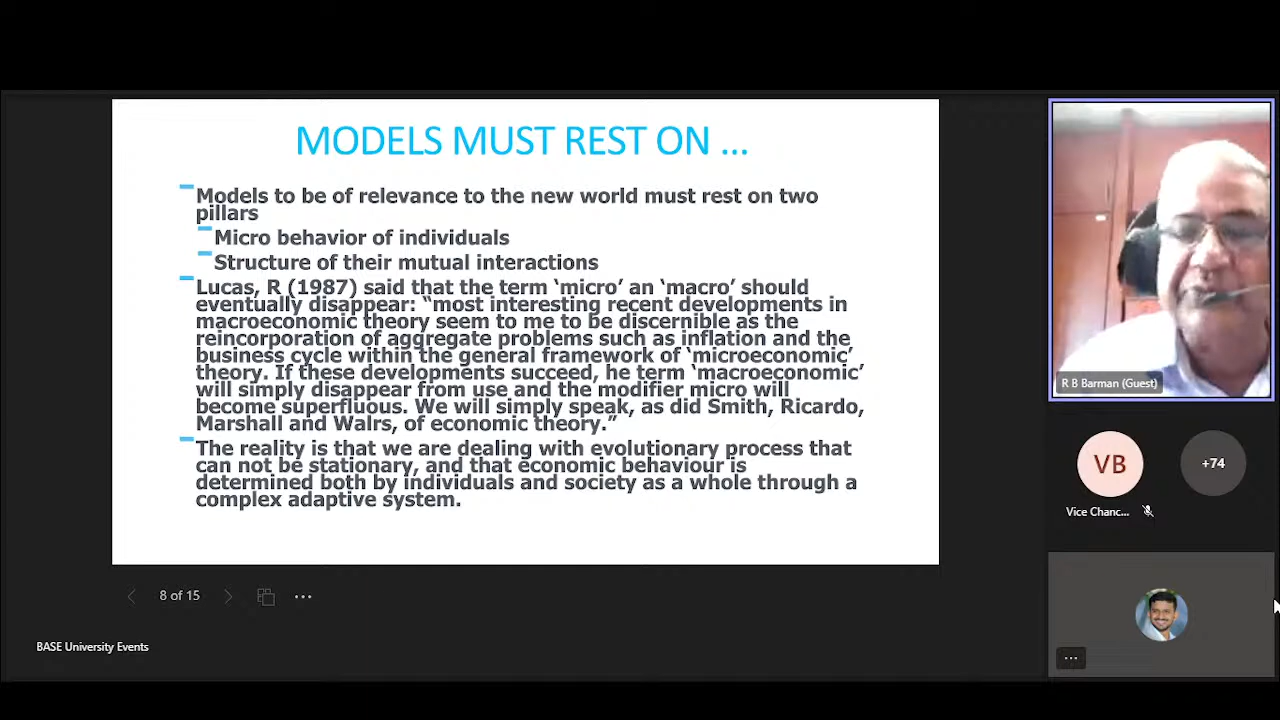 MODELS MUST REST ON ...
Models to be of relevance to the new world must rest on two
pillars
Micro behavior of individuals
Structure of their mutual interactions
Lucas, R (1987) said that the term ‘micro’ an ‘macro’ should
eventually disappear: “most interesting recent developments in
macroeconomic theory seem to me to be discernible as the
reincorporation of aggregate problems such as inflation and the
business cycle within the general framework of ‘microeconomic’
theory. If these developments succeed, he term ‘macroeconomic’
will simply disappear from use and the modifier micro will
become superfluous. We will simply speak, as did Smith, Ricardo,
Marshall and Walrs, of economic theory.”
The reality is that we are dealing with evolutionary process that
can not be stationary, and that economic behaviour is
determined both by individuals and society as a whole through a
complex adaptive system.
8 of 15
BASE University Events
R B Barman (Guest)
VB
+74
Vice Chanc...